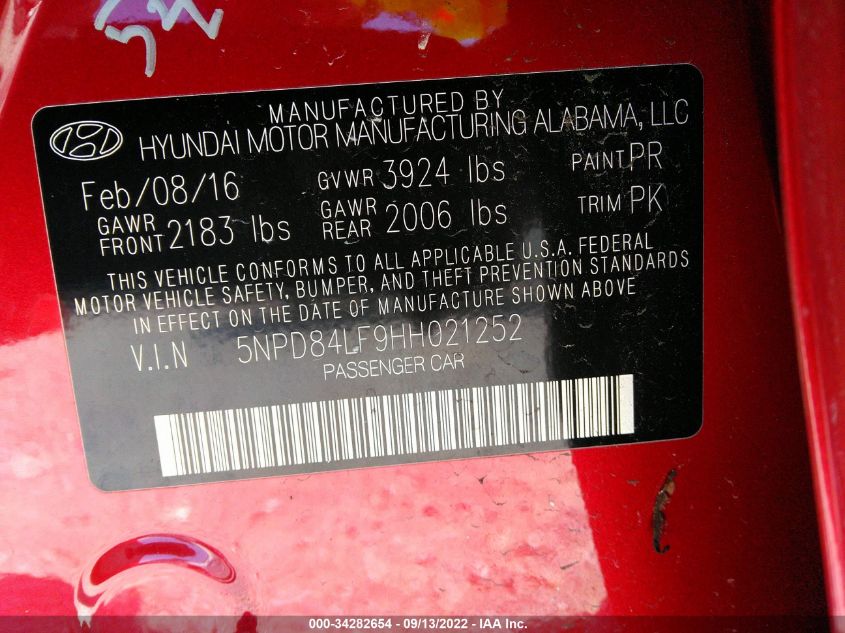 MANUFACTURED BY
HYUNDAI MOTOR MANUFACTURING ALABAMA, LLC
Feb/08/16 GVWR 3924 lbs PAINT PR
GAWR FRONT 2183 lbs GAWR REAR 2006 lbs TRIM PK
THIS VEHICLE CONFORMS TO ALL APPLICABLE U.S.A. FEDERAL
MOTOR VEHICLE SAFETY, BUMPER, AND THEFT PREVENTION STANDARDS
IN EFFECT ON THE DATE OF MANUFACTURE SHOWN ABOVE
V.I.N 5NPD84LF9HH021252
PASSENGER CAR
000-34282654 - 09/13/2022 - IAA Inc.